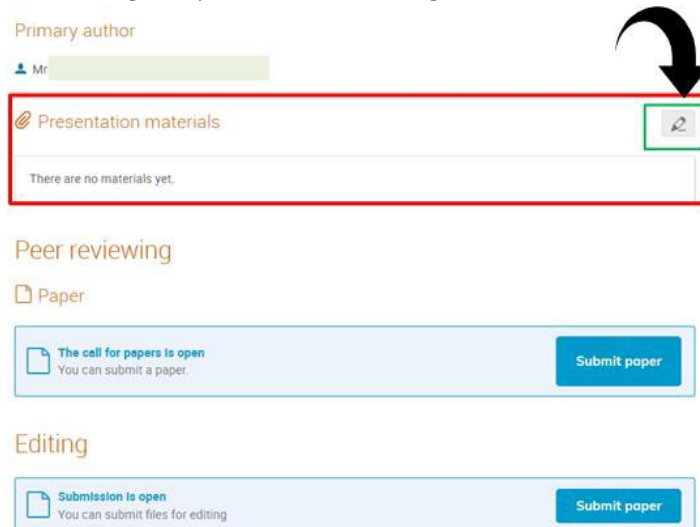 Primary author
Mr
Presentation materials
There are no materials yet.
Peer reviewing
Paper
The call for papers is open
You can submit a paper.
Submit paper
Editing
Submission is open
You can submit files for editing
Submit paper